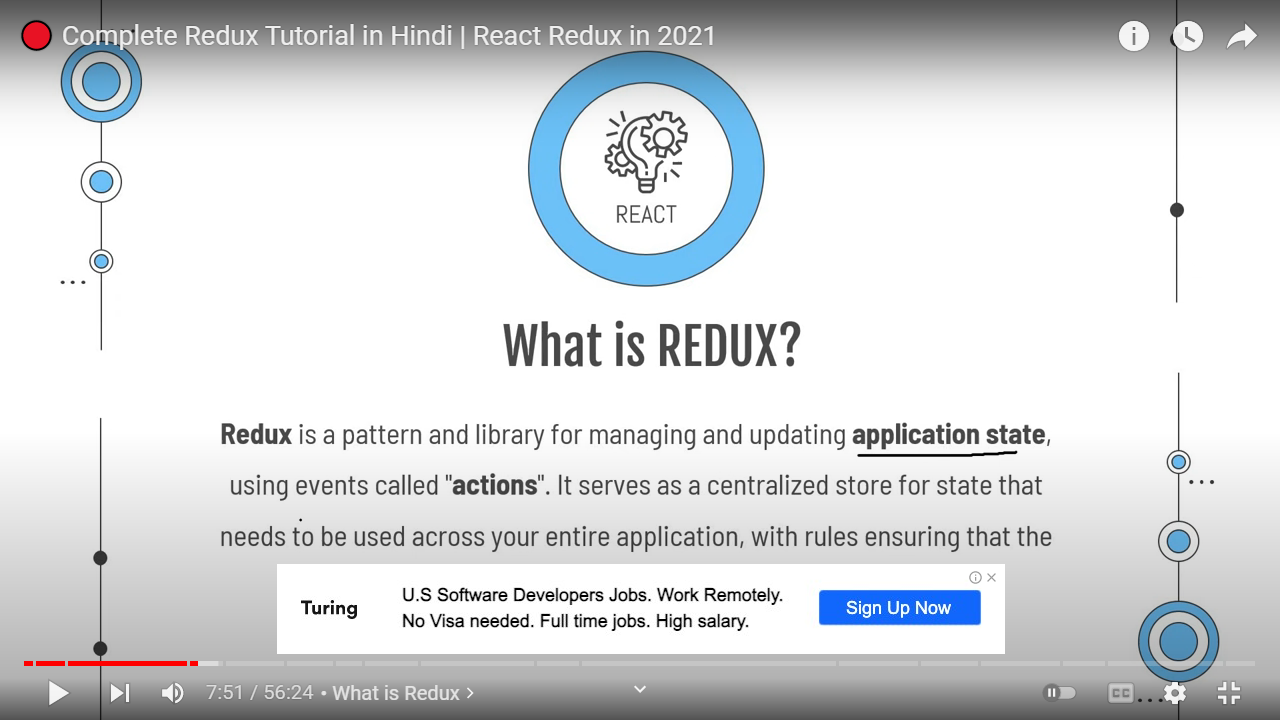 Complete Redux Tutorial in Hindi | React Redux in 2021
REACT
What is REDUX?
Redux is a pattern and library for managing and updating application state,
using events called "actions". It serves as a centralized store for state that
needs to be used across your entire application, with rules ensuring that the
Turing
U.S Software Developers Jobs. Work Remotely.
No Visa needed. Full time jobs. High salary.
Sign Up Now
7:51 / 56:24 • What is Redux
CC